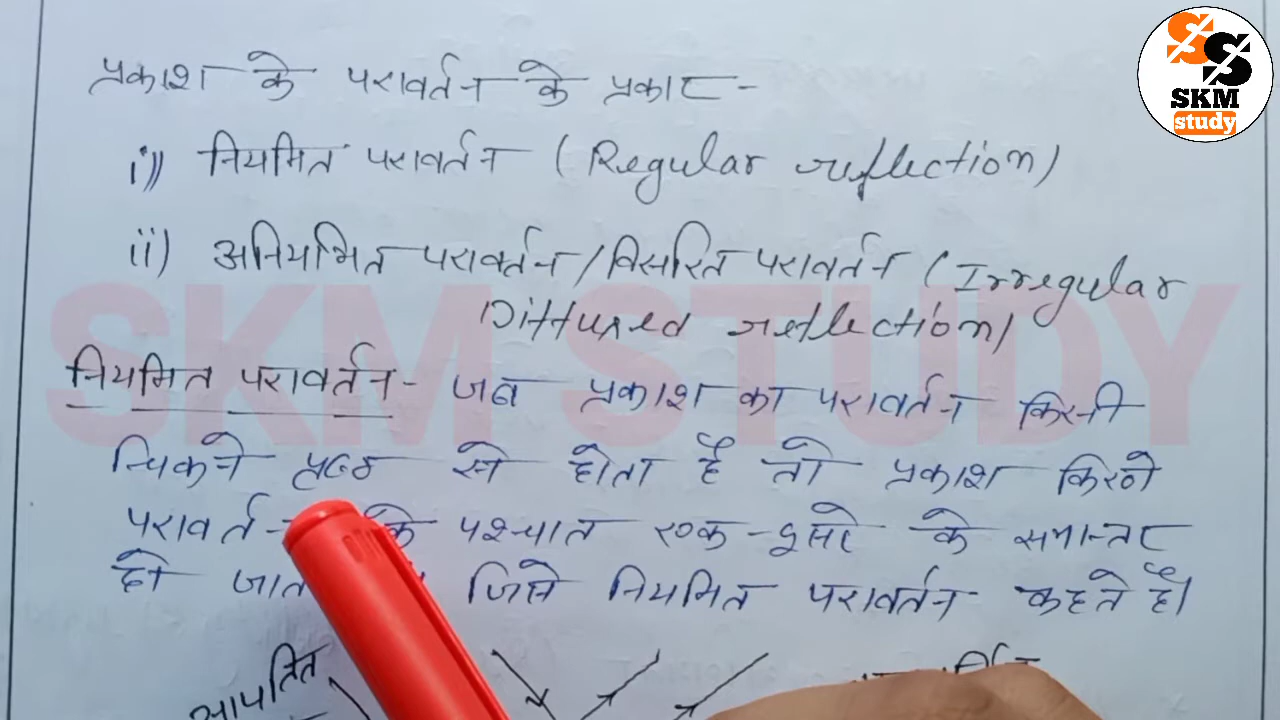 प्रकाश के परावर्तन के प्रकार -
i) नियमित परावर्तन (Regular reflection)
ii) अनियमित परावर्तन/विसरित परावर्तन (Irregular
Diffused reflection)
नियमित परावर्तन - जब प्रकाश का परावर्तन किसी
चिकने पृष्ठ से होता है तो प्रकाश किरणे
परावर्तन के पश्चात एक-दूसरे के समान्तर
हो जात जिसे नियमित परावर्तन कहते है।
आपतित
SKM
study
SKM STUDY